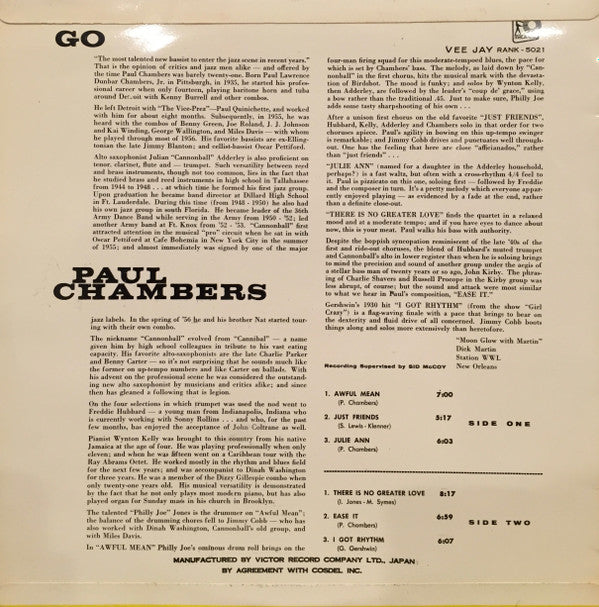 GO
VEE JAY RANK - 5021
"The most talented new bassist to enter the jazz scene in recent years."
That is the opinion of critics and jazz men alike — and offered by
the time Paul Chambers was barely twenty-one. Born Paul Lawrence
Dunbar Chambers, Jr. in Pittsburgh, in 1935, he started his profes-
sional career when only fourteen, playing baritone horn and tuba
around Detroit with Kenny Burrell and other combos.
He left Detroit with "The Vice-Prez"—Paul Quinichette, and worked
with him for about eight months. Subsequently, in 1955, he was
heard with the combos of Benny Green, Joe Roland, J. J. Johnson
and Kai Winding, George Wallington, and Miles Davis — with whom
he played through most of 1956. His favorite bassists are ex-Elling-
tonian the late Jimmy Blanton; and cellist-bassist Oscar Pettiford.
Alto saxophonist Julian "Cannonball" Adderley is also proficient on
tenor, clarinet, flute and — trumpet. Such versatility between reed
and brass instruments, though not too common, lies in the fact that
he studied brass and reed instruments in high school in Tallahassee
from 1944 to 1948 . . . at which time he formed his first jazz group.
Upon graduation he became band director at Dillard High School
in Ft. Lauderdale. During this time (from 1948 - 1950) he also had
his own jazz group in south Florida. He became leader of the 36th
Army Dance Band while serving in the Army from 1950 - '52; led
another Army band at Ft. Knox from '52 - '53. "Cannonball" first
attracted attention in the musical "pro" circuit when he sat in with
Oscar Pettiford at Cafe Bohemia in New York City in the summer
of 1955; and almost immediately was signed by one of the major
PAUL
CHAMBERS
jazz labels. In the spring of '56 he and his brother Nat started tour-
ing with their own combo.
The nickname "Cannonball" evolved from "Cannibal" — a name
given him by high school colleagues in tribute to his vast eating
capacity. His favorite alto-saxophonists are the late Charlie Parker
and Benny Carter — so it's not surprising that he sounds much like
the former on up-tempo numbers and like Carter on ballads. With
his advent on the professional scene he was considered the outstand-
ing new alto saxophonist by musicians and critics alike; and since
then has gleaned a following that is legion.
On the four selections in which trumpet was used the nod went to
Freddie Hubbard — a young man from Indianapolis, Indiana who
is currently working with Sonny Rollins . . . and who, for the past
few months, has enjoyed the acceptance of John Coltrane as well.
Pianist Wynton Kelly was brought to this country from his native
Jamaica at the age of four. He was playing professionally when only
eleven; and when he was fifteen went on a Caribbean tour with the
Ray Abrams Octet. He worked mostly in the rhythm and blues field
for the next few years; and was accompanist to Dinah Washington
for three years. He was a member of the Dizzy Gillespie combo when
only twenty-one years old. His musical versatility is demonstrated
by the fact that he not only plays most modern piano, but has also
played organ for Sunday mass in his church in Brooklyn.
The talented "Philly Joe" Jones is the drummer on "Awful Mean";
the balance of the drumming chores fell to Jimmy Cobb — who has
also worked with Dinah Washington, Cannonball's old group, and
with Miles Davis.
In "AWFUL MEAN" Philly Joe's ominous drum roll brings on the
four-man firing squad for this moderate-tempoed blues, the pace for
which is set by Chambers' bass. The melody, as laid down by "Can-
nonball" in the first chorus, hits the musical mark with the devasta-
tion of Birdshot. The mood is funky; and solos by Wynton Kelly,
then Adderley, are followed by the leader's "coup de' grace," using
a bow rather than the traditional .45. Just to make sure, Philly Joe
adds some tasty sharpshooting of his own . . .
After a unison first chorus on the old favorite "JUST FRIENDS",
Hubbard, Kelly, Adderley and Chambers solo in that order for two
choruses apiece. Paul's agility in bowing on this up-tempo swinger
is remarkable; and Jimmy Cobb drives and punctuates well through-
out. One has the feeling that here are close "afficianados," rather
than "just friends" . . .
"JULIE ANN" (named for a daughter in the Adderley household,
perhaps?) is a fast waltz, but often with a cross-rhythm 4/4 feel to
it. Paul is pizzicato on this one, soloing first — followed by Freddie
and the composer in turn. It's a pretty melody which everyone appar-
ently enjoyed playing — as evidenced by a fade at the end, rather
than a definite close-out.
"THERE IS NO GREATER LOVE" finds the quartet in a relaxed
mood and at a moderate tempo; and if you have eyes to dance about
now, this is your meat. Paul walks his bass with authority.
Despite the boppish syncopation reminiscent of the late '40s of the
first and ride-out choruses, the blend of Hubbard's muted trumpet
and Cannonball's alto in lower register than when he is soloing brings
to mind the precision and sound of another group under the aegis of
a stellar bass man of twenty years or so ago, John Kirby. The phras-
ing of Charlie Shavers and Russell Procope in the Kirby group was
less abrupt, of course; but the sound and attack were most similar
to what we hear in Paul's composition, "EASE IT."
Gershwin's 1930 hit "I GOT RHYTHM" (from the show "Girl
Crazy") is a flag-waving finale with a pace that brings to bear on
the dexterity and fluid drive of all concerned. Jimmy Cobb boots
things along and solos more extensively than heretofore.
"Moon Glow with Martin"
Dick Martin
Station WWL
New Orleans
Recording Supervised by SID McCOY
1. AWFUL MEAN 7:00
(P. Chambers)
2. JUST FRIENDS 5:17
(S. Lewis - Klenner)
SIDE ONE
3. JULIE ANN 6:03
(P. Chambers)
1. THERE IS NO GREATER LOVE 8:17
(I. Jones - M. Symes)
2. EASE IT 6:59
(P. Chambers)
SIDE TWO
3. I GOT RHYTHM 6:07
(G. Gershwin)
MANUFACTURED BY VICTOR RECORD COMPANY LTD., JAPAN
BY AGREEMENT WITH COSDEL INC.